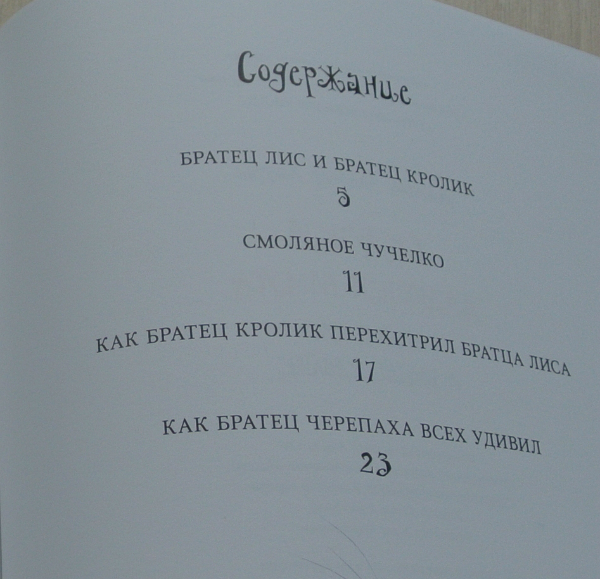 Содержание
БРАТЕЦ ЛИС И БРАТЕЦ КРОЛИК
5
СМОЛЯНОЕ ЧУЧЕЛКО
11
КАК БРАТЕЦ КРОЛИК ПЕРЕХИТРИЛ БРАТЦА ЛИСА
17
КАК БРАТЕЦ ЧЕРЕПАХА ВСЕХ УДИВИЛ
23